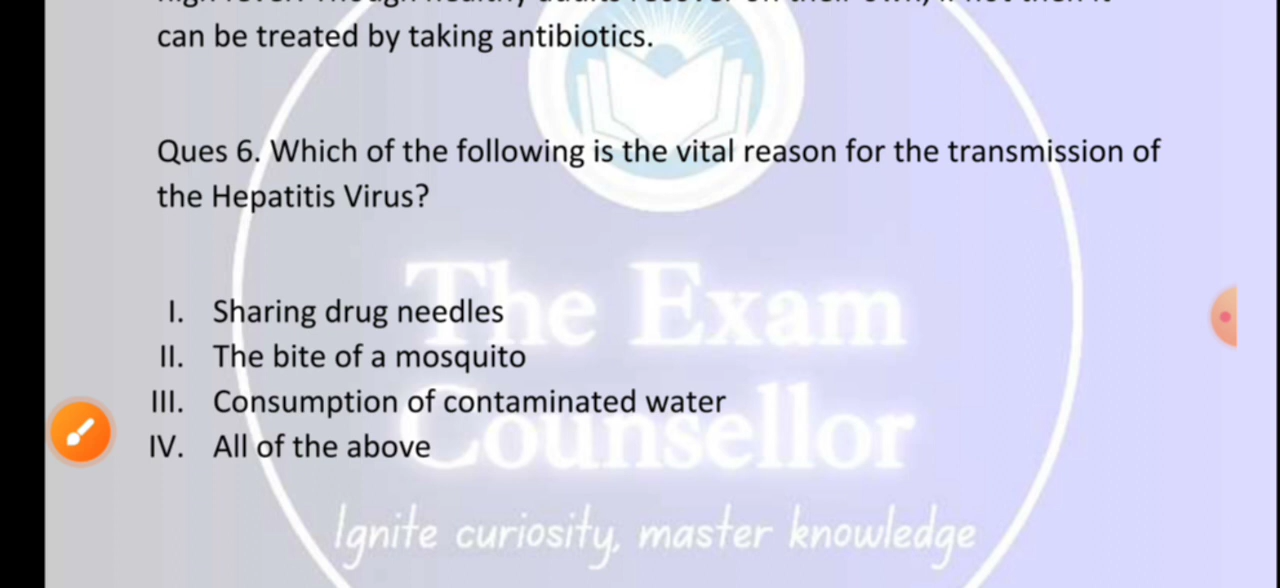 can be treated by taking antibiotics.
Ques 6. Which of the following is the vital reason for the transmission of
the Hepatitis Virus?
I. Sharing drug needles
II. The bite of a mosquito
III. Consumption of contaminated water
IV. All of the above
The Exam
Counsellor
Ignite curiosity, master knowledge